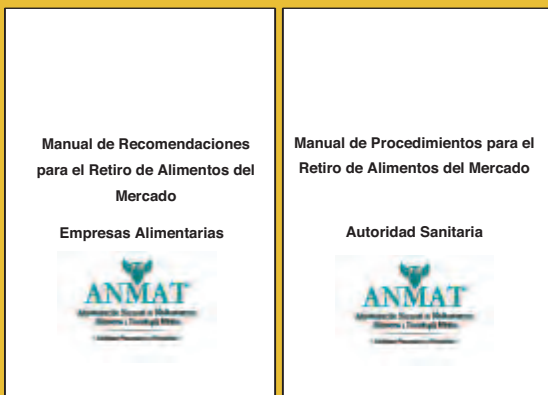 Manual de Recomendaciones
para el Retiro de Alimentos del
Mercado
Empresas Alimentarias
ANMAT
Manual de Procedimientos para el
Retiro de Alimentos del Mercado
Autoridad Sanitaria
ANMAT